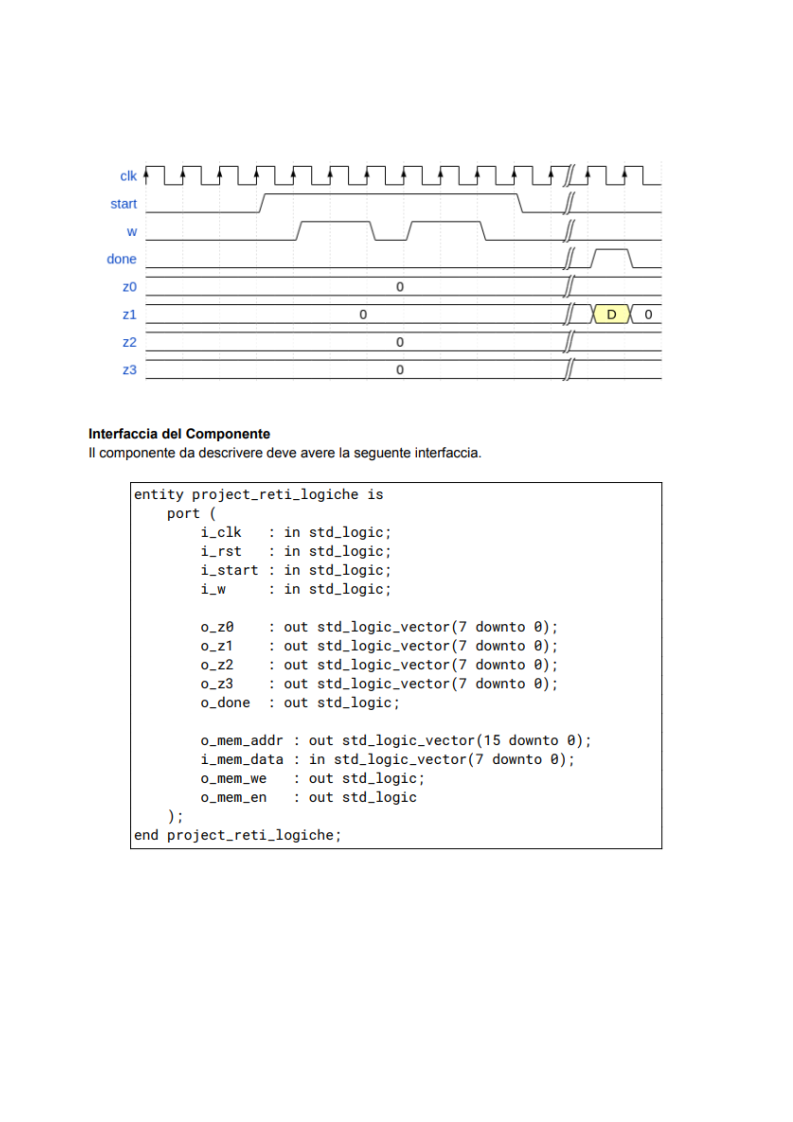 clk
start
w
done
z0 0
z1 0 D 0
z2 0
z3 0
Interfaccia del Componente
Il componente da descrivere deve avere la seguente interfaccia.
entity project_reti_logiche is
    port (
        i_clk   : in std_logic;
        i_rst   : in std_logic;
        i_start : in std_logic;
        i_w     : in std_logic;

        o_z0    : out std_logic_vector(7 downto 0);
        o_z1    : out std_logic_vector(7 downto 0);
        o_z2    : out std_logic_vector(7 downto 0);
        o_z3    : out std_logic_vector(7 downto 0);
        o_done  : out std_logic;

        o_mem_addr : out std_logic_vector(15 downto 0);
        i_mem_data : in std_logic_vector(7 downto 0);
        o_mem_we   : out std_logic;
        o_mem_en   : out std_logic
    );
end project_reti_logiche;